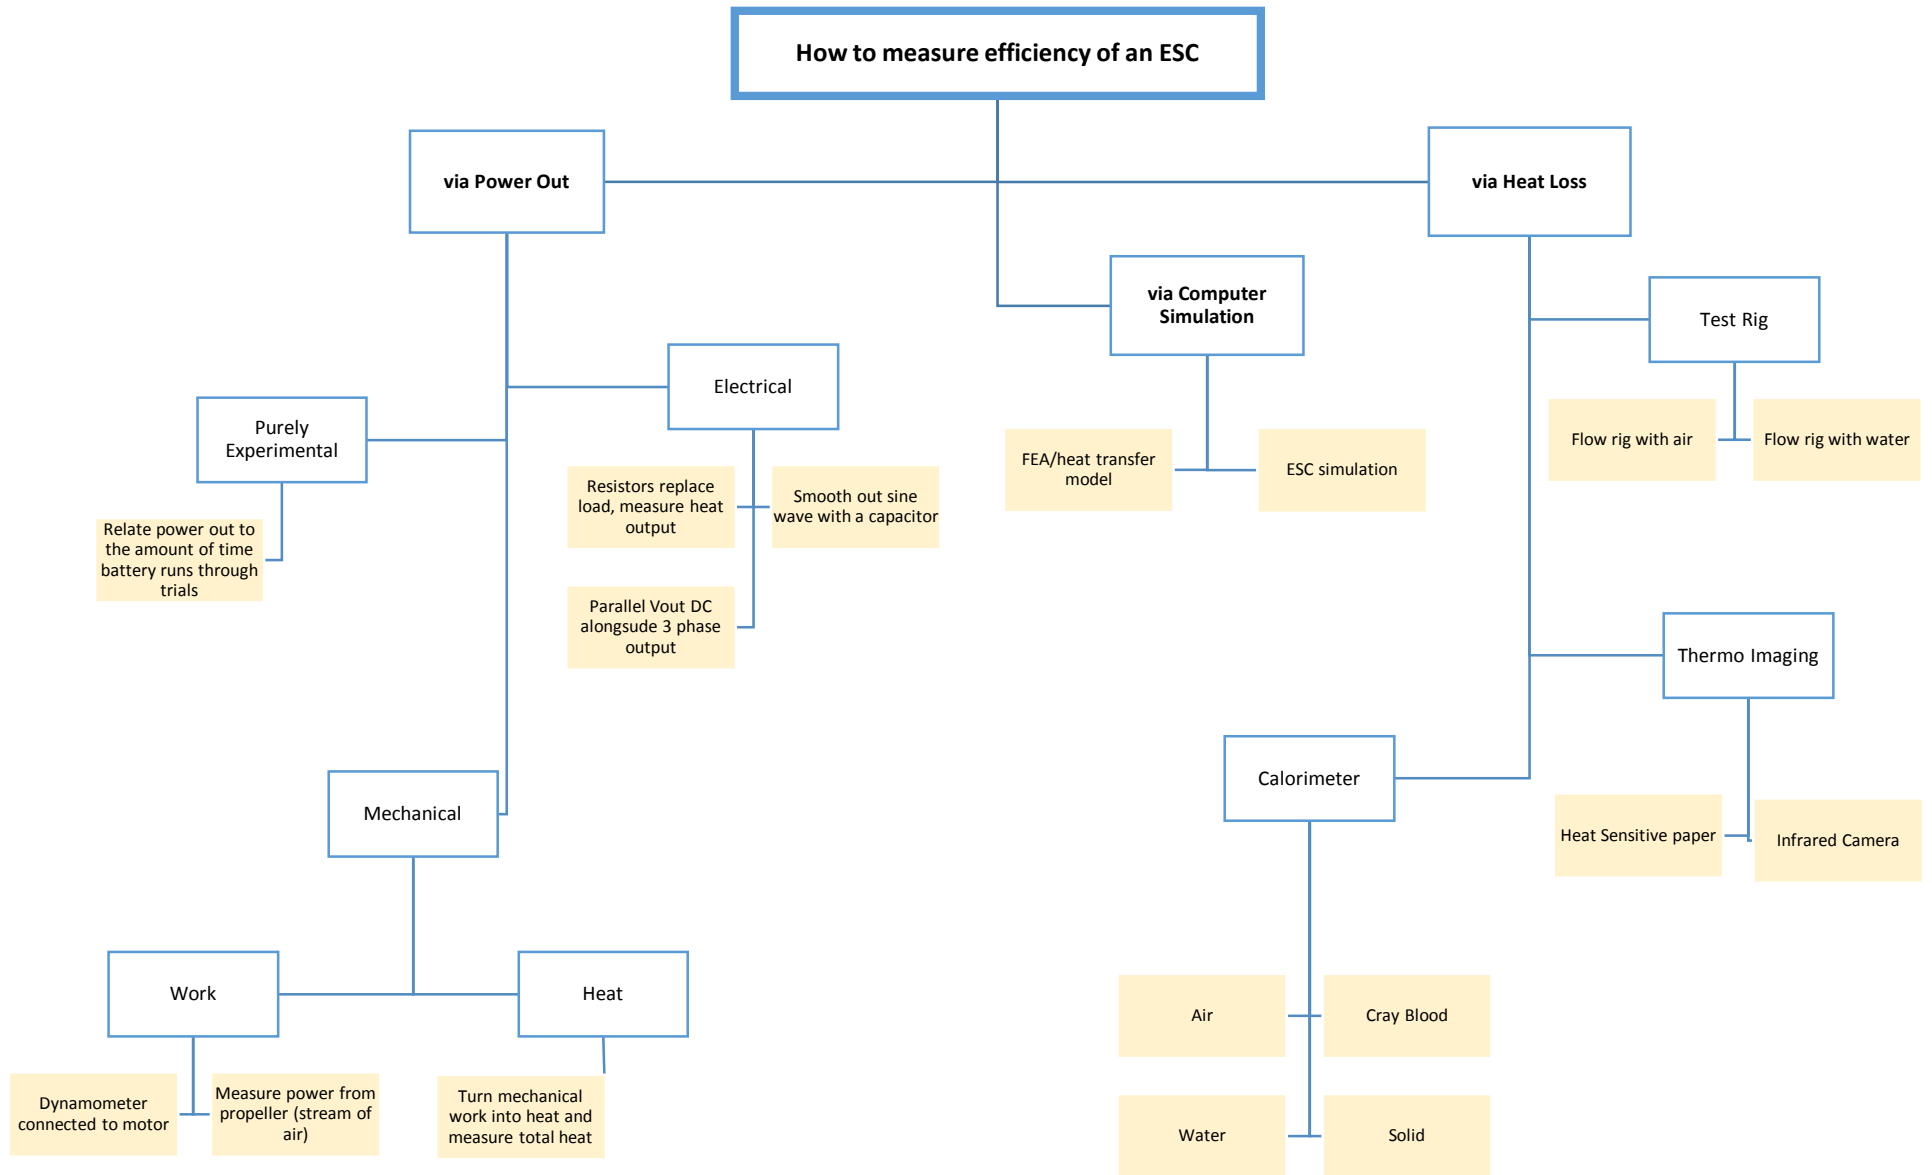 How to measure efficiency of an ESC
via Power Out
via Heat Loss
via Computer
Simulation
Test Rig
Electrical
Purely
Experimental
Flow rig with air
Flow rig with water
FEA/heat transfer
model
ESC simulation
Resistors replace
load, measure heat
output
Smooth out sine
wave with a capacitor
Relate power out to
the amount of time
battery runs through
trials
Parallel Vout DC
alongsude 3 phase
output
Thermo Imaging
Calorimeter
Mechanical
Heat Sensitive paper
Infrared Camera
Work
Heat
Air
Cray Blood
Dynamometer
connected to motor
Measure power from
propeller (stream of
air)
Turn mechanical
work into heat and
measure total heat
Water
Solid